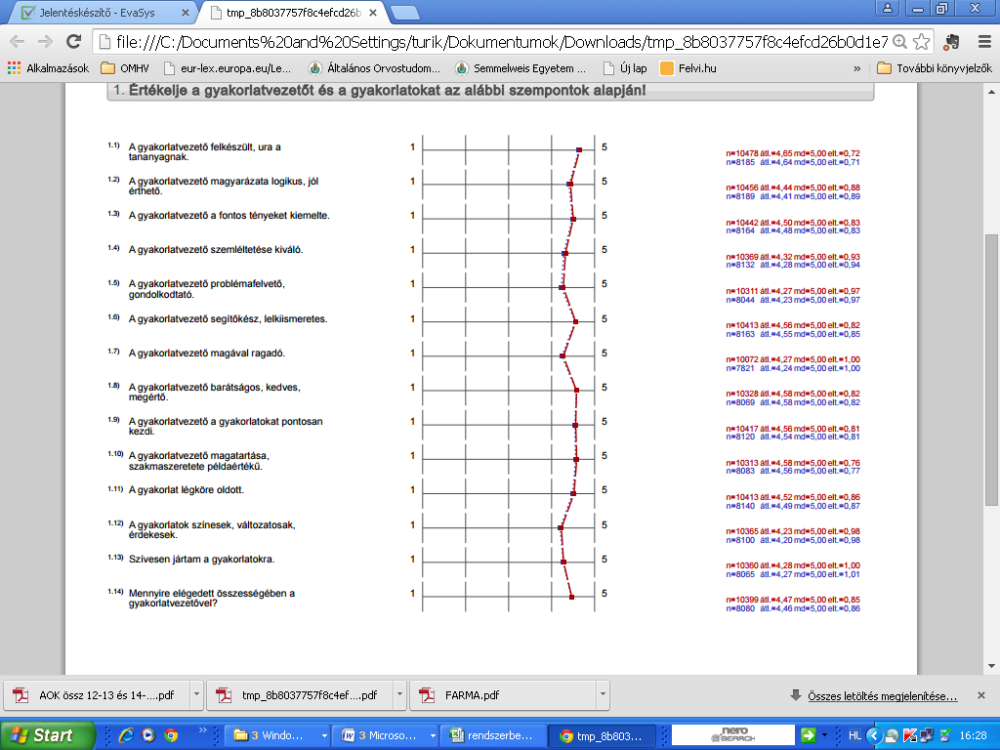 Jelentéskészítő - EvaSys
tmp_8b8037757f8c4efcd26b
file:///C:/Documents%20and%20Settings/turik/Dokumentumok/Downloads/tmp_8b8037757f8c4efcd26b0d1e7
Alkalmazások
OMHV
eur-lex.europa.eu/Le...
Általános Orvostudom...
Semmelweis Egyetem ...
Új lap
Felvi.hu
»
További könyvjelzők
1. Értékelje a gyakorlatvezetőt és a gyakorlatokat az alábbi szempontok alapján!
1.1) A gyakorlatvezető felkészült, ura a
tananyagnak.
1 5
n=10478 átl.=4,65 md=5,00 elt.=0,72
n=8185 átl.=4,64 md=5,00 elt.=0,71
1.2) A gyakorlatvezető magyarázata logikus, jól
érthető.
1 5
n=10456 átl.=4,44 md=5,00 elt.=0,88
n=8189 átl.=4,41 md=5,00 elt.=0,89
1.3) A gyakorlatvezető a fontos tényeket kiemelte.
1 5
n=10442 átl.=4,50 md=5,00 elt.=0,83
n=8164 átl.=4,48 md=5,00 elt.=0,83
1.4) A gyakorlatvezető szemléltetése kiváló.
1 5
n=10369 átl.=4,32 md=5,00 elt.=0,93
n=8132 átl.=4,28 md=5,00 elt.=0,94
1.5) A gyakorlatvezető problémafelvető,
gondolkodtató.
1 5
n=10311 átl.=4,27 md=5,00 elt.=0,97
n=8044 átl.=4,23 md=5,00 elt.=0,97
1.6) A gyakorlatvezető segítőkész, lelkiismeretes.
1 5
n=10413 átl.=4,56 md=5,00 elt.=0,82
n=8163 átl.=4,55 md=5,00 elt.=0,85
1.7) A gyakorlatvezető magával ragadó.
1 5
n=10072 átl.=4,27 md=5,00 elt.=1,00
n=7821 átl.=4,24 md=5,00 elt.=1,00
1.8) A gyakorlatvezető barátságos, kedves,
megértő.
1 5
n=10328 átl.=4,58 md=5,00 elt.=0,82
n=8069 átl.=4,58 md=5,00 elt.=0,82
1.9) A gyakorlatvezető a gyakorlatokat pontosan
kezdi.
1 5
n=10417 átl.=4,56 md=5,00 elt.=0,81
n=8120 átl.=4,54 md=5,00 elt.=0,81
1.10) A gyakorlatvezető magatartása,
szakmaszeretete példaértékű.
1 5
n=10313 átl.=4,58 md=5,00 elt.=0,76
n=8083 átl.=4,56 md=5,00 elt.=0,77
1.11) A gyakorlat légköre oldott.
1 5
n=10413 átl.=4,52 md=5,00 elt.=0,86
n=8140 átl.=4,49 md=5,00 elt.=0,87
1.12) A gyakorlatok színesek, változatosak,
érdekesek.
1 5
n=10365 átl.=4,23 md=5,00 elt.=0,98
n=8100 átl.=4,20 md=5,00 elt.=0,98
1.13) Szívesen jártam a gyakorlatokra.
1 5
n=10360 átl.=4,28 md=5,00 elt.=1,00
n=8065 átl.=4,27 md=5,00 elt.=1,01
1.14) Mennyire elégedett összességében a
gyakorlatvezetővel?
1 5
n=10399 átl.=4,47 md=5,00 elt.=0,85
n=8080 átl.=4,46 md=5,00 elt.=0,86
AOK össz 12-13 és 14-....pdf
tmp_8b8037757f8c4ef....pdf
FARMA.pdf
Összes letöltés megjelenítése...
Start
»
3 Windo...
3 Microso...
rendszerbe...
tmp_8b803...
nero
SEARCH
HL
16:28